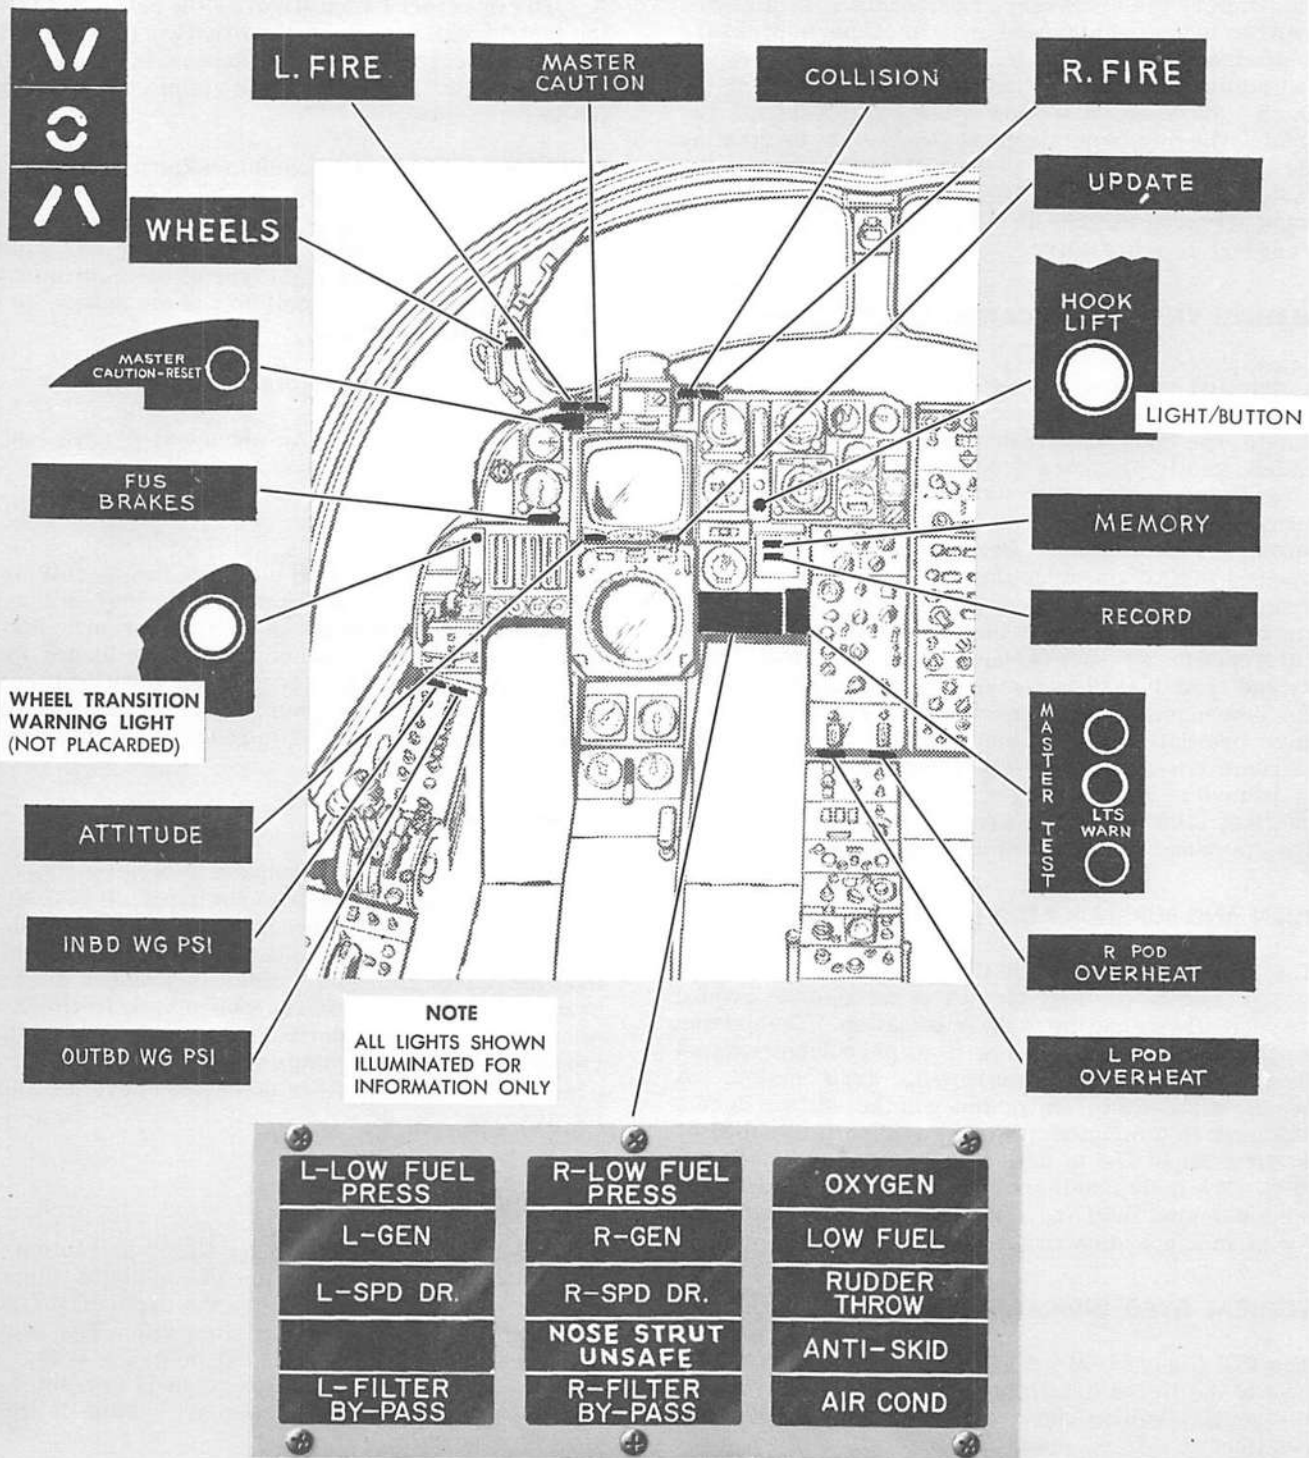 L. FIRE
MASTER
CAUTION
COLLISION
R. FIRE
UPDATE
WHEELS
HOOK
LIFT
LIGHT/BUTTON
MASTER
CAUTION-RESET
FUS
BRAKES
MEMORY
RECORD
WHEEL TRANSITION
WARNING LIGHT
(NOT PLACARDED)
MASTER TEST
LTS
WARN
ATTITUDE
INBD WG PSI
OUTBD WG PSI
R POD
OVERHEAT
L POD
OVERHEAT
NOTE
ALL LIGHTS SHOWN
ILLUMINATED FOR
INFORMATION ONLY
L-LOW FUEL
PRESS
L-GEN
L-SPD DR.
L-FILTER
BY-PASS
R-LOW FUEL
PRESS
R-GEN
R-SPD DR.
NOSE STRUT
UNSAFE
R-FILTER
BY-PASS
OXYGEN
LOW FUEL
RUDDER
THROW
ANTI-SKID
AIR COND